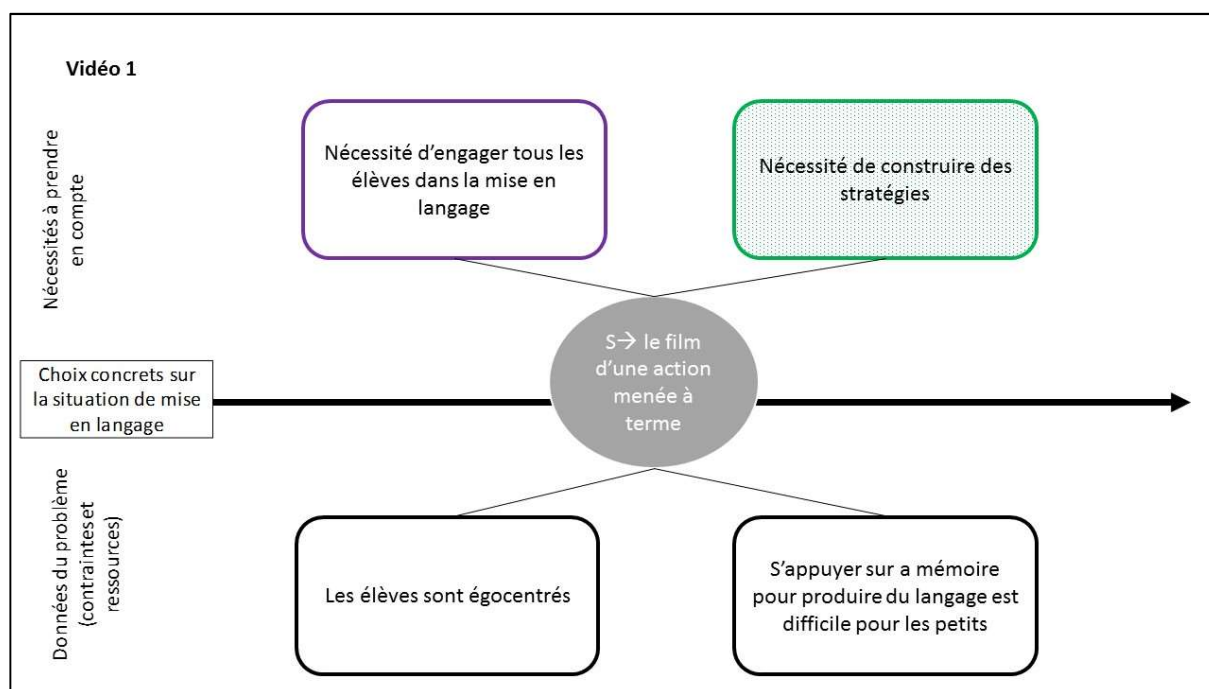 Vidéo 1
Nécessités à prendre
en compte
Nécessité d'engager tous les
élèves dans la mise en
langage
Nécessité de construire des
stratégies
Choix concrets sur
la situation de mise
en langage
S→ le film
d'une action
menée à
terme
Données du problème
(contraintes et
ressources)
Les élèves sont égocentrés
S'appuyer sur a mémoire
pour produire du langage est
difficile pour les petits